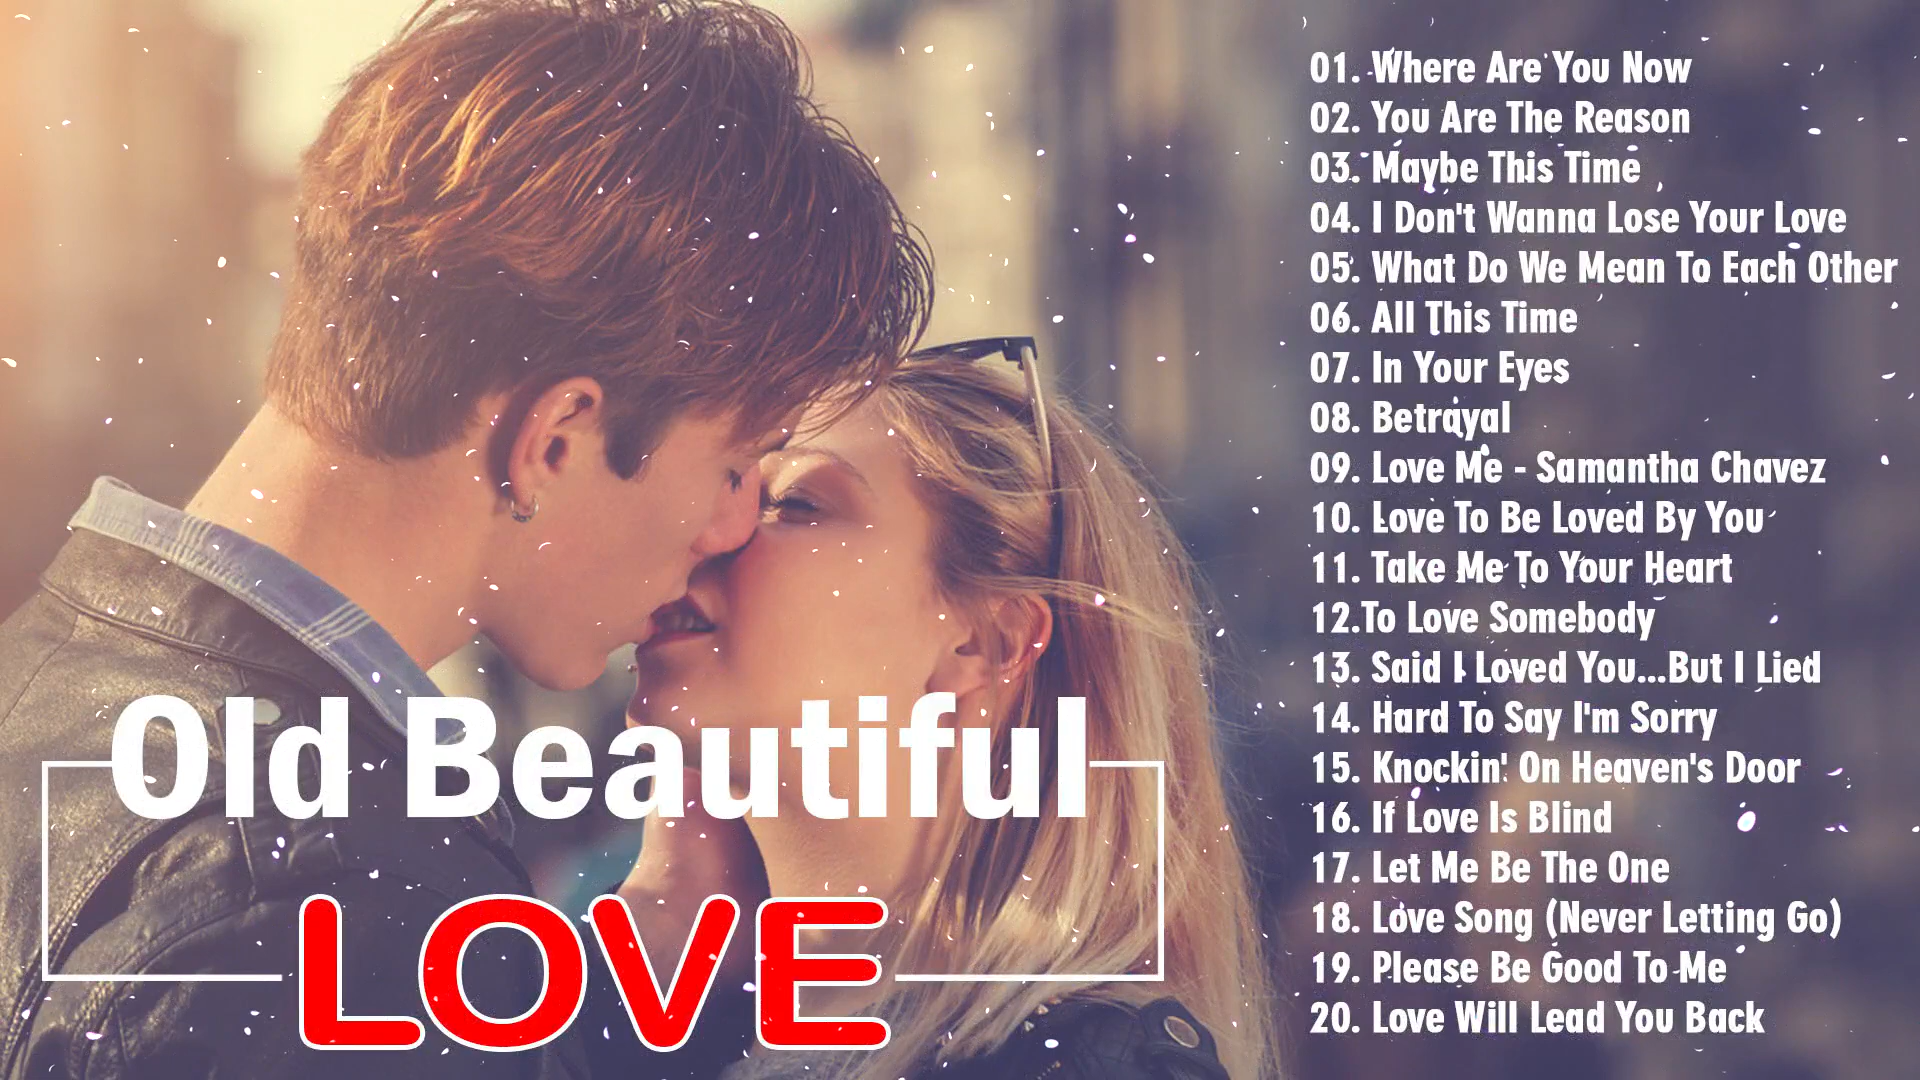 Old Beautiful
LOVE
01. Where Are You Now
02. You Are The Reason
03. Maybe This Time
04. I Don't Wanna Lose Your Love
05. What Do We Mean To Each Other
06. All This Time
07. In Your Eyes
08. Betrayal
09. Love Me - Samantha Chavez
10. Love To Be Loved By You
11. Take Me To Your Heart
12.To Love Somebody
13. Said I Loved You...But I Lied
14. Hard To Say I'm Sorry
15. Knockin' On Heaven's Door
16. If Love Is Blind
17. Let Me Be The One
18. Love Song (Never Letting Go)
19. Please Be Good To Me
20. Love Will Lead You Back